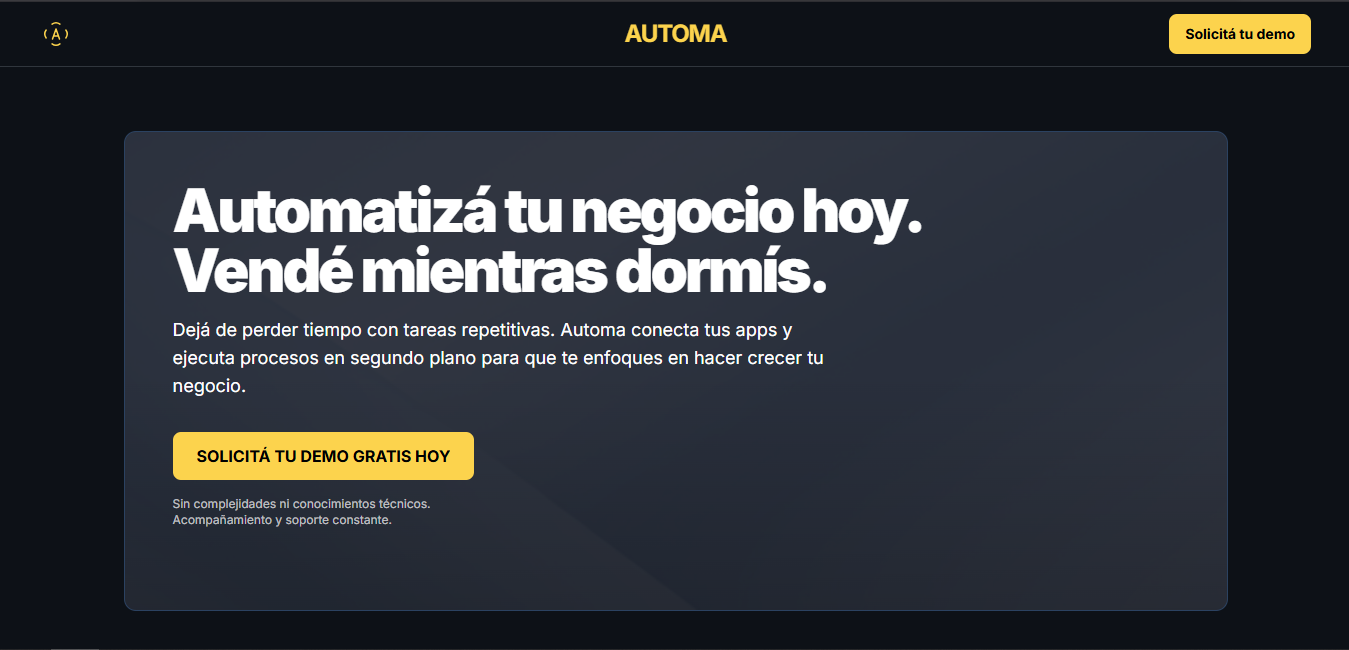 A
AUTOMA
Solicitá tu demo
Automatizá tu negocio hoy.
Vendé mientras dormís.
Dejá de perder tiempo con tareas repetitivas. Automa conecta tus apps y
ejecuta procesos en segundo plano para que te enfoques en hacer crecer tu
negocio.
SOLICITÁ TU DEMO GRATIS HOY
Sin complejidades ni conocimientos técnicos.
Acompañamiento y soporte constante.